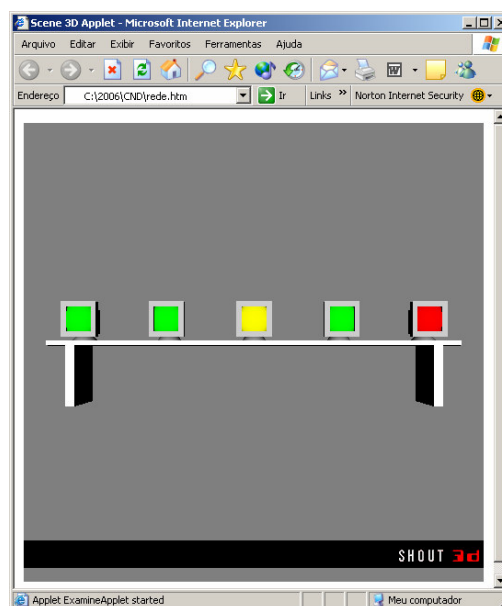 Scene 3D Applet - Microsoft Internet Explorer
Arquivo Editar Exibir Favoritos Ferramentas Ajuda
Endereço C:\2006\CND\rede.htm Ir Links » Norton Internet Security
SHOUT 3d
Applet ExamineApplet started Meu computador